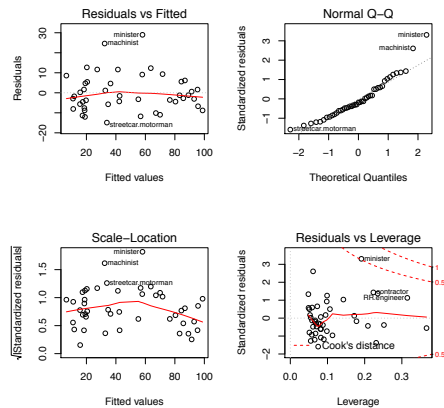 Residuals vs Fitted
Residuals
-20
0
10
30
minister
machinist
streetcar.motorman
20
40
60
80
100
Fitted values
Normal Q-Q
Standardized residuals
-1
0
1
2
3
minister
machinist
streetcar.motorman
-2
-1
0
1
2
Theoretical Quantiles
Scale-Location
√|Standardized residuals|
0.0
0.5
1.0
1.5
minister
machinist
streetcar.motorman
20
40
60
80
100
Fitted values
Residuals vs Leverage
Standardized residuals
-2
-1
0
1
2
3
minister
contractor
RR.engineer
Cook's distance
1
0.5
0.5
0.0
0.1
0.2
0.3
Leverage